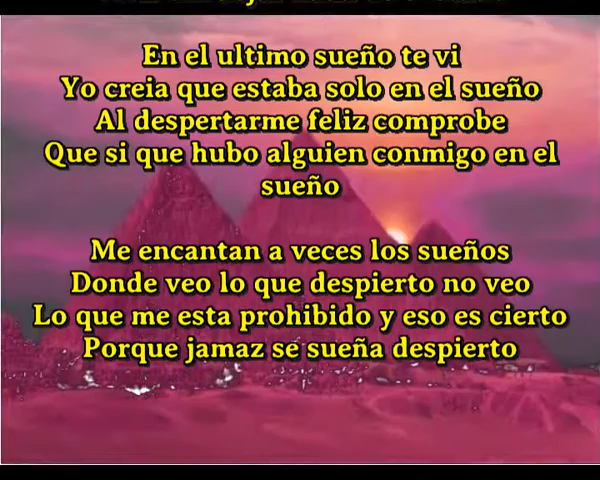 En el ultimo sueño te vi
Yo creia que estaba solo en el sueño
Al despertarme feliz comprobe
Que si que hubo alguien conmigo en el
sueño
Me encantan a veces los sueños
Donde veo lo que despierto no veo
Lo que me esta prohibido y eso es cierto
Porque jamaz se sueña despierto